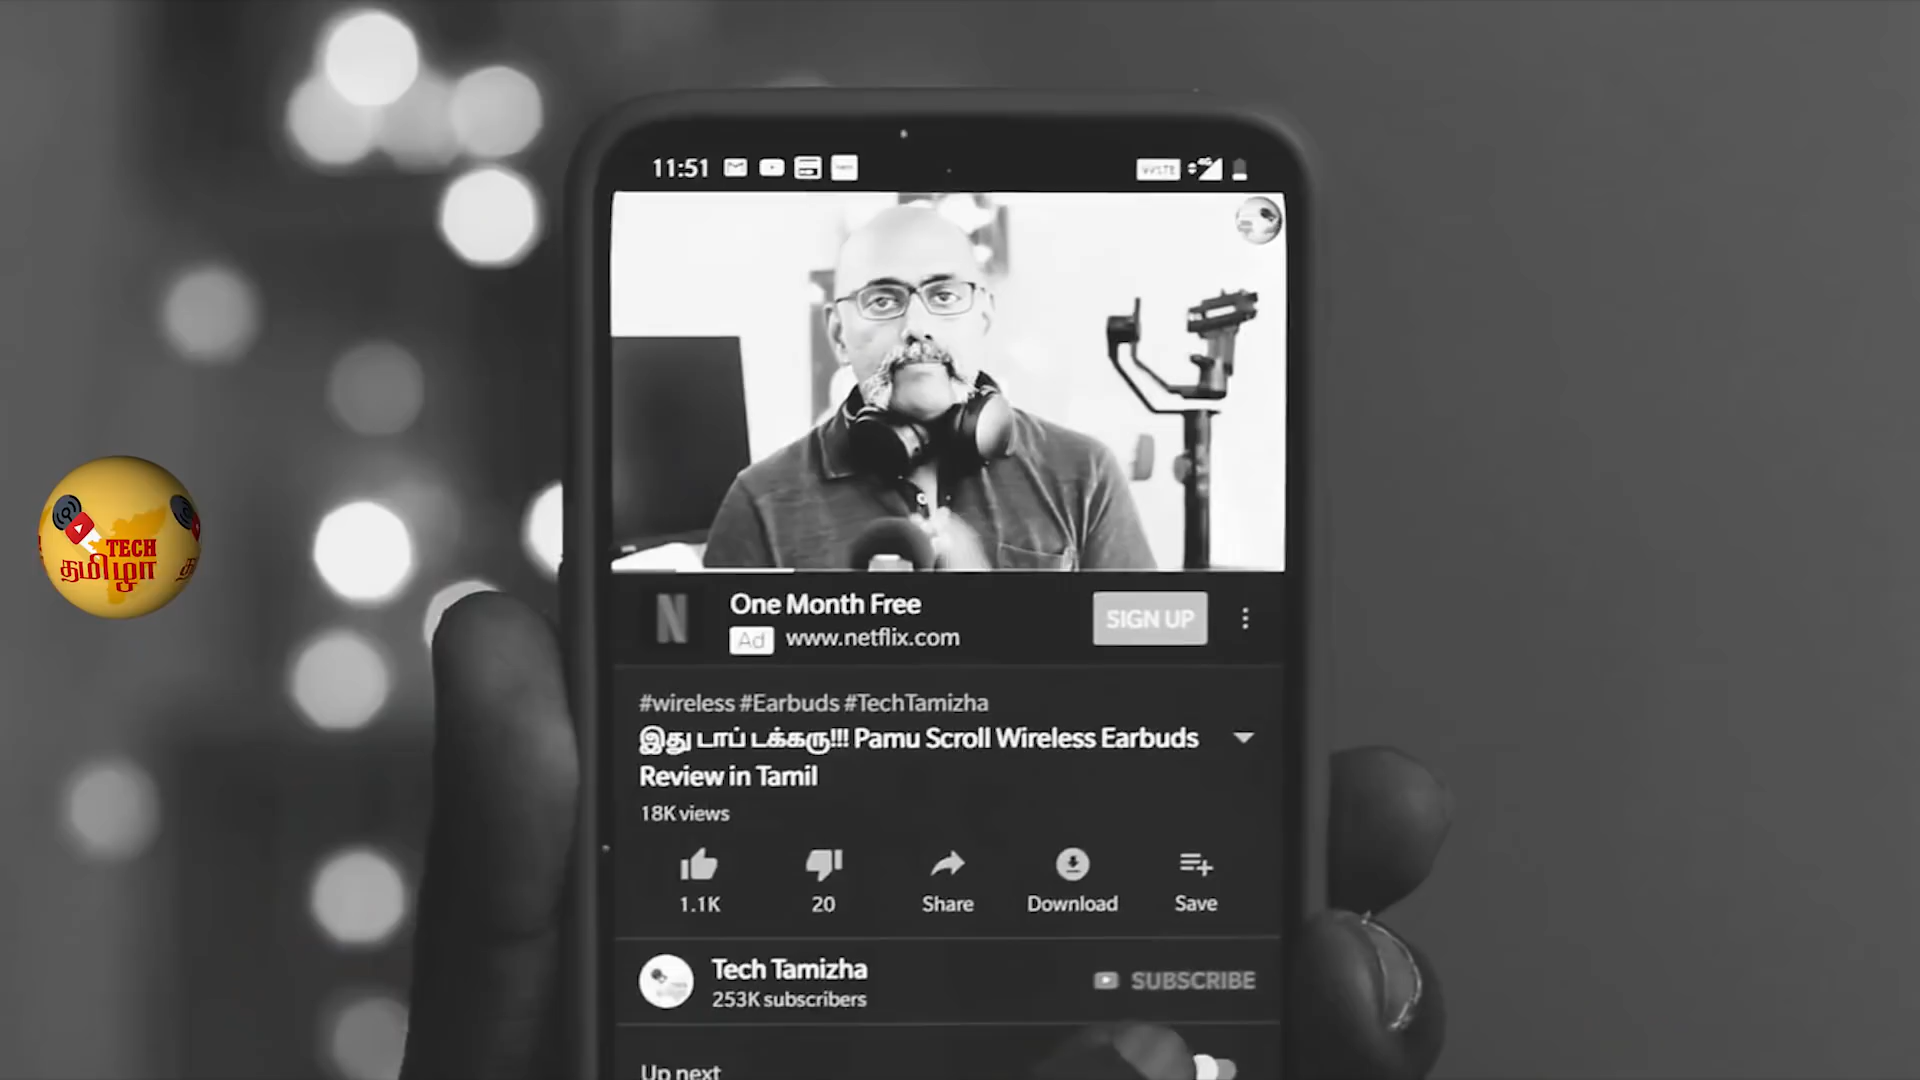 11:51
VoLTE 4G
TECH
தமிழா
One Month Free
SIGN UP
Ad www.netflix.com
#wireless #Earbuds #TechTamizha
இது டாப் டக்கரு!!! Pamu Scroll Wireless Earbuds
Review in Tamil
18K views
1.1K
20
Share
Download
Save
Tech Tamizha
253K subscribers
SUBSCRIBE
Up next